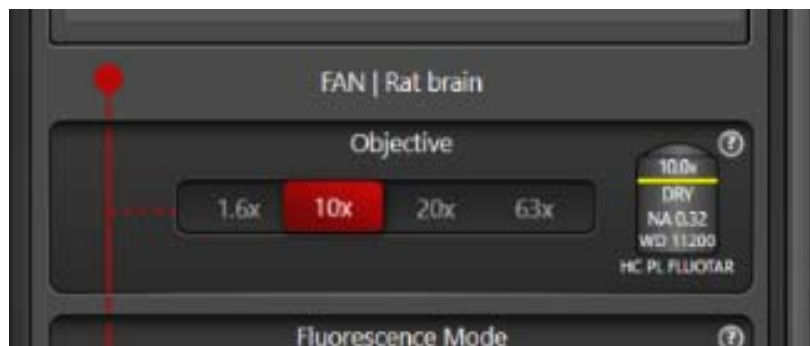 FAN | Rat brain
Objective
?
1.6x 10x 20x 63x
10.0x
DRY
NA 0.32
WD 11200
HC PL FLUOTAR
Fluorescence Mode
?